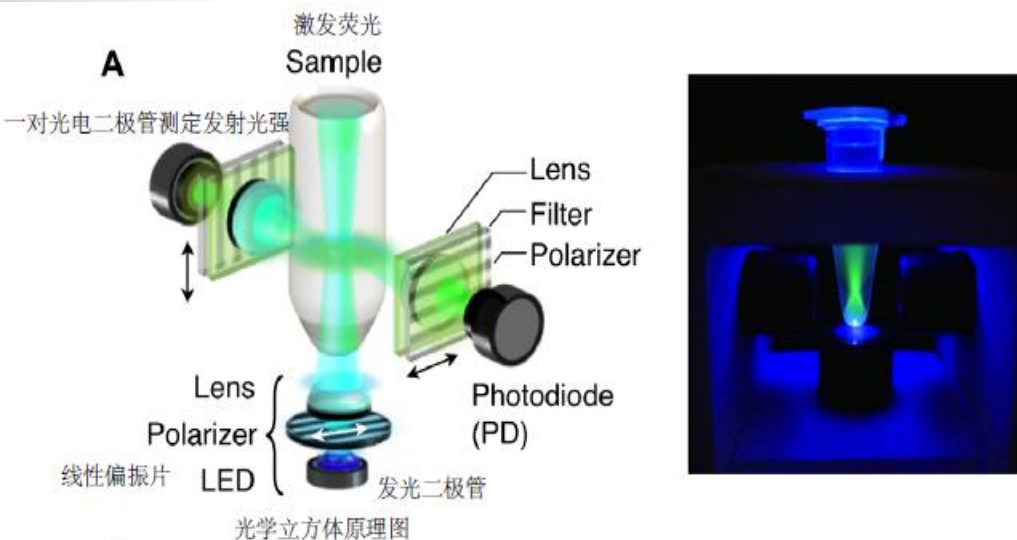 激发荧光
A
Sample
一对光电二极管测定发射光强
Lens
Filter
Polarizer
Lens
Polarizer
线性偏振片
LED
发光二极管
Photodiode
(PD)
光学立方体原理图